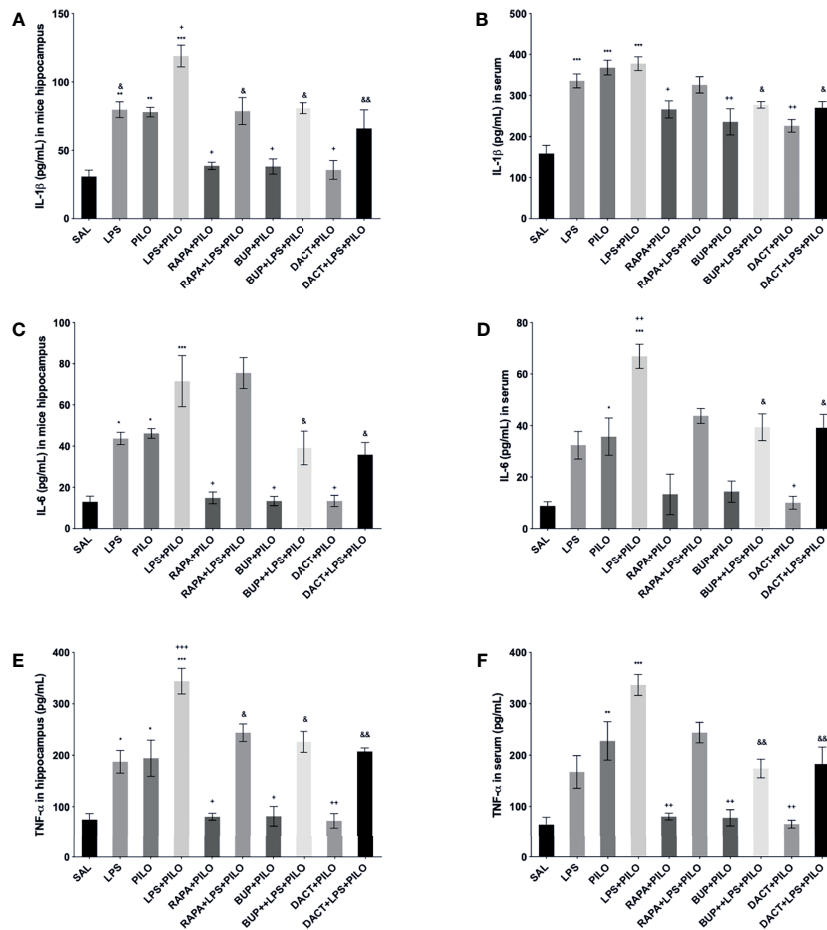 A
IL-1β (pg/mL) in mice hippocampus
150
100
50
0
&
**
**
+
***
+
&
+
&
+
&&
SAL
LPS
PILO
LPS+PILO
RAPA+PILO
RAPA+LPS+PILO
BUP+PILO
BUP+LPS+PILO
DACT+PILO
DACT+LPS+PILO
B
IL-1β (pg/mL) in serum
500
400
300
200
100
0
***
***
***
+
++
&
++
&
SAL
LPS
PILO
LPS+PILO
RAPA+PILO
RAPA+LPS+PILO
BUP+PILO
BUP++LPS+PILO
DACT+PILO
DACT+LPS+PILO
C
IL-6 (pg/mL) in mice hippocampus
100
80
60
40
20
0
*
*
***
+
+
&
+
&
SAL
LPS
PILO
LPS+PILO
RAPA+PILO
RAPA+LPS+PILO
BUP+PILO
BUP++LPS+PILO
DACT+PILO
DACT+LPS+PILO
D
IL-6 (pg/mL) in serum
80
60
40
20
0
*
++
***
&
+
&
SAL
LPS
PILO
LPS+PILO
RAPA+PILO
RAPA+LPS+PILO
BUP+PILO
BUP++LPS+PILO
DACT+PILO
DACT+LPS+PILO
E
TNF-α in hippocampus (pg/mL)
400
300
200
100
0
*
*
+++
***
+
&
+
&
++
&&
SAL
LPS
PILO
LPS+PILO
RAPA+PILO
RAPA+LPS+PILO
BUP+PILO
BUP++LPS+PILO
DACT+PILO
DACT+LPS+PILO
F
TNF-α in serum (pg/mL)
400
300
200
100
0
**
***
++
++
&&
++
&&
SAL
LPS
PILO
LPS+PILO
RAPA+PILO
RAPA+LPS+PILO
BUP+PILO
BUP++LPS+PILO
DACT+PILO
DACT+LPS+PILO